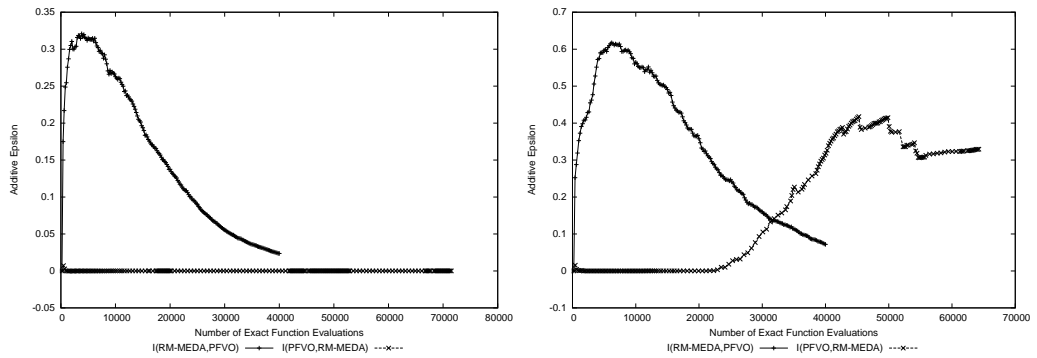 0.35
0.3
0.25
0.2
0.15
0.1
0.05
0
-0.05
Additive Epsilon
0 10000 20000 30000 40000 50000 60000 70000 80000
Number of Exact Function Evaluations
I(RM-MEDA,PFVO) I(PFVO,RM-MEDA)
0.7
0.6
0.5
0.4
0.3
0.2
0.1
0
-0.1
Additive Epsilon
0 10000 20000 30000 40000 50000 60000 70000
Number of Exact Function Evaluations
I(RM-MEDA,PFVO) I(PFVO,RM-MEDA)